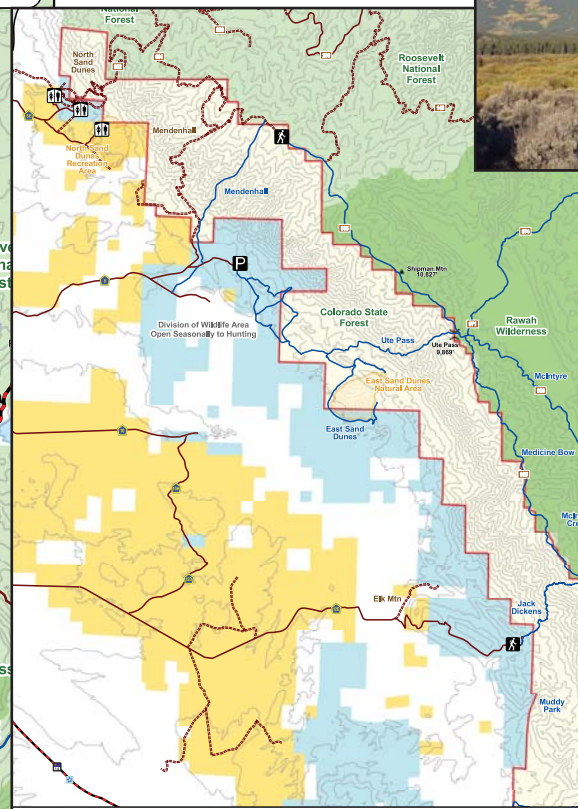 Forest
North
Sand
Dunes
Roosevelt
National
Forest
Mendenhall
North Sand
Dunes
Recreation
Area
Mendenhall
P
Shipman Mtn
10,827'
Colorado State
Forest
Rawah
Wilderness
Division of Wildlife Area
Open Seasonally to Hunting
Ute Pass
Ute Pass
9,869'
McIntyre
East Sand Dunes
Natural Area
East Sand
Dunes
Medicine Bow
Elk Mtn
Jack
Dickens
Muddy
Park